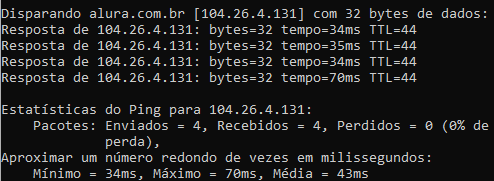 Disparando alura.com.br [104.26.4.131] com 32 bytes de dados:
Resposta de 104.26.4.131: bytes=32 tempo=34ms TTL=44
Resposta de 104.26.4.131: bytes=32 tempo=35ms TTL=44
Resposta de 104.26.4.131: bytes=32 tempo=34ms TTL=44
Resposta de 104.26.4.131: bytes=32 tempo=70ms TTL=44
Estatísticas do Ping para 104.26.4.131:
Pacotes: Enviados = 4, Recebidos = 4, Perdidos = 0 (0% de
perda),
Aproximar um número redondo de vezes em milissegundos:
Mínimo = 34ms, Máximo = 70ms, Média = 43ms